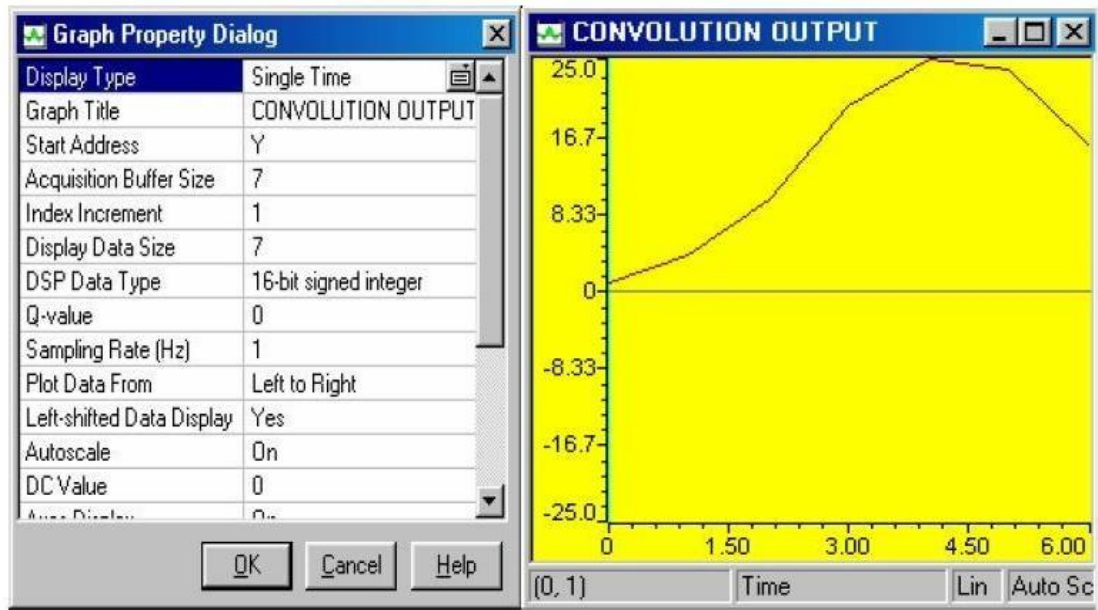 Graph Property Dialog
Display Type Single Time
Graph Title CONVOLUTION OUTPUT
Start Address Y
Acquisition Buffer Size 7
Index Increment 1
Display Data Size 7
DSP Data Type 16-bit signed integer
Q-value 0
Sampling Rate (Hz) 1
Plot Data From Left to Right
Left-shifted Data Display Yes
Autoscale On
DC Value 0
OK Cancel Help
CONVOLUTION OUTPUT
25.0
16.7
8.33
0
-8.33
-16.7
-25.0
0 1.50 3.00 4.50 6.00
(0, 1) Time Lin Auto Sc